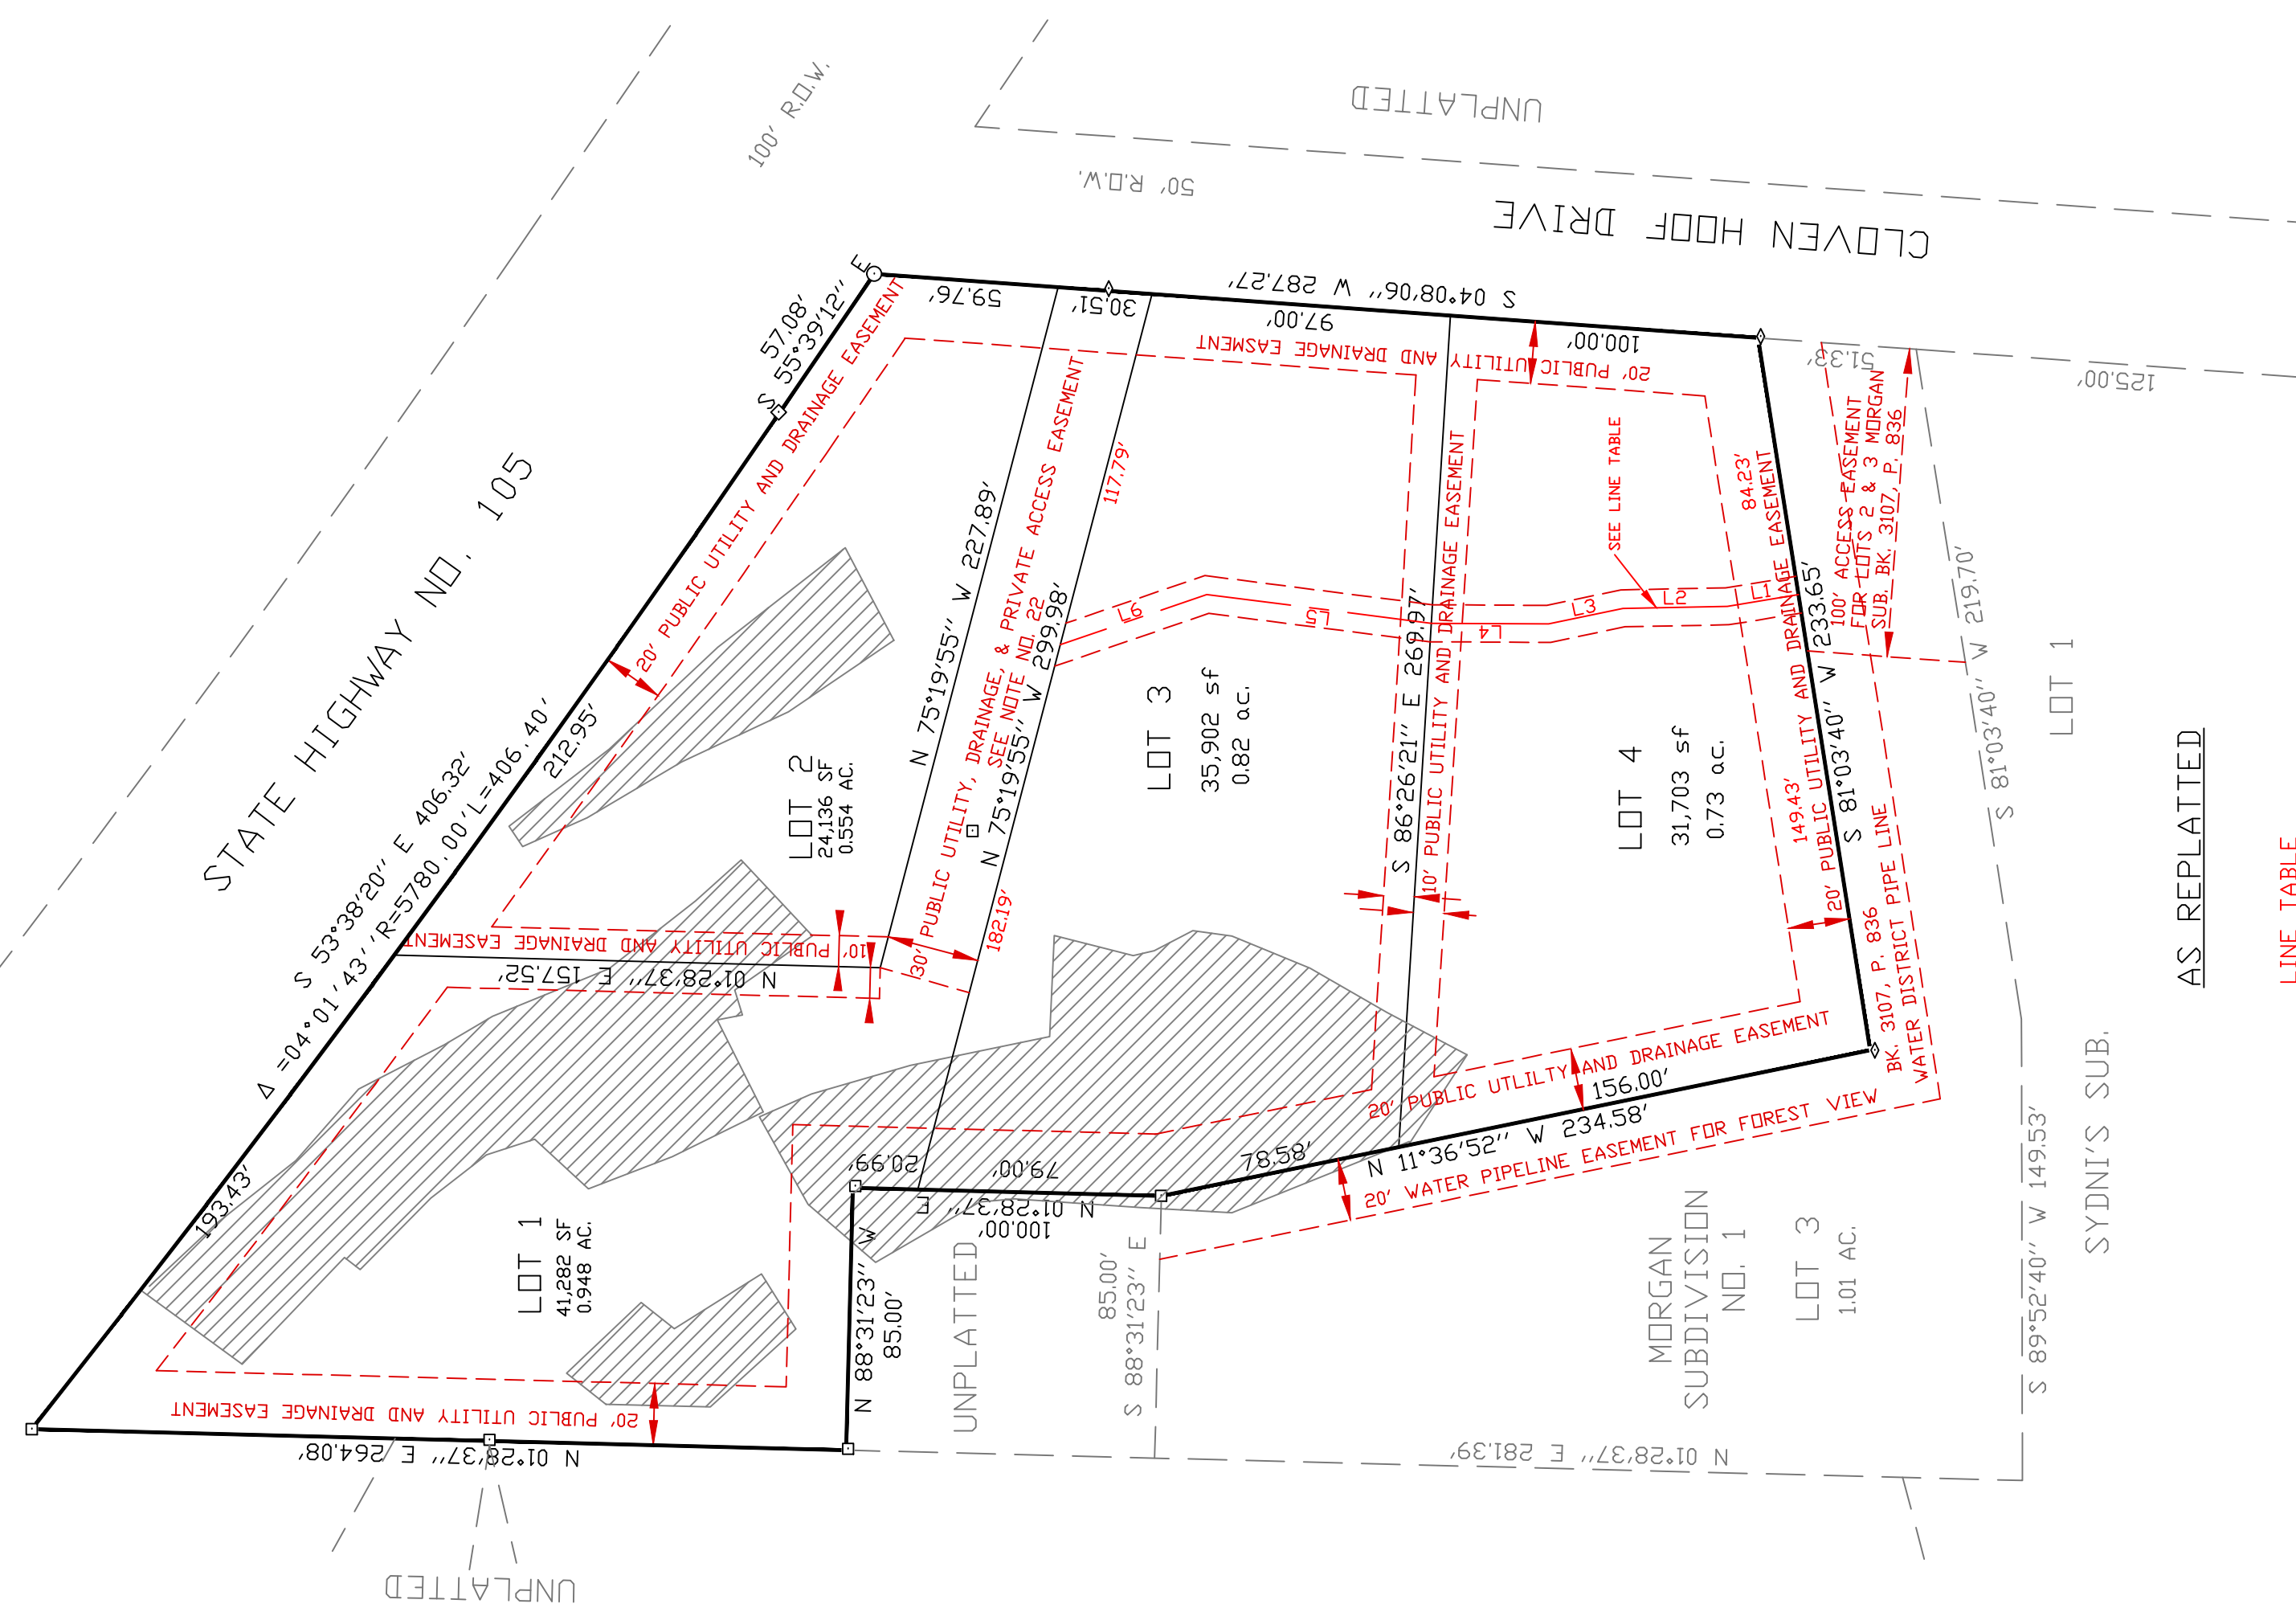 UNPLATTED
100' R.O.W.
50' R.O.W.
CLOVEN HOOF DRIVE
STATE HIGHWAY NO. 105
57.08'
S 55°39'12" E
59.76'
30.51'
S 04°08'06" W 287.27'
97.00'
100.00'
20' PUBLIC UTILITY AND DRAINAGE EASMENT
51.33'
125.00'
20' PUBLIC UTILITY AND DRAINAGE EASEMENT
S 53°38'20" E 406.32'
Δ =04°01'43" R=5780.00' L=406.40'
212.95'
193.43'
LOT 2
24,136 SF
0.554 AC.
N 75°19'55" W 227.89'
30' PUBLIC UTILITY, DRAINAGE, & PRIVATE ACCESS EASEMENT
SEE NOTE NO. 22
N 75°19'55" W 299.98'
117.79'
182.19'
10' PUBLIC UTILITY AND DRAINAGE EASEMENT
N 01°28'37" E 157.52'
LOT 3
35,902 sf
0.82 ac.
L6
L5
L4
L3
L2
L1
SEE LINE TABLE
S 86°26'21" E 269.97'
10' PUBLIC UTILITY AND DRAINAGE EASEMENT
LOT 4
31,703 sf
0.73 ac.
84.23'
149.43'
20' PUBLIC UTILITY AND DRAINAGE EASEMENT
S 81°03'40" W 233.65'
100' ACCESS EASEMENT
FOR LOTS 2 & 3 MORGAN
SUB. BK. 3107, P. 836
S 81°03'40" W 219.70'
LOT 1
BK. 3107, P. 836
WATER DISTRICT PIPE LINE
20' PUBLIC UTLILTY AND DRAINAGE EASEMENT
156.00'
N 11°36'52" W 234.58'
78.58'
20' WATER PIPELINE EASEMENT FOR FOREST VIEW
20.99'
79.00'
N 01°28'37" E
100.00'
N 88°31'23" W
85.00'
LOT 1
41,282 SF
0.948 AC.
20' PUBLIC UTILITY AND DRAINAGE EASEMENT
N 01°28'37" E 264.08'
UNPLATTED
UNPLATTED
85.00'
S 88°31'23" E
MORGAN
SUBDIVISION
NO. 1
LOT 3
1.01 AC.
N 01°28'37" E 281.39'
S 89°52'40" W 149.53'
SYDNI'S SUB.
AS REPLATTED
LINE TABLE